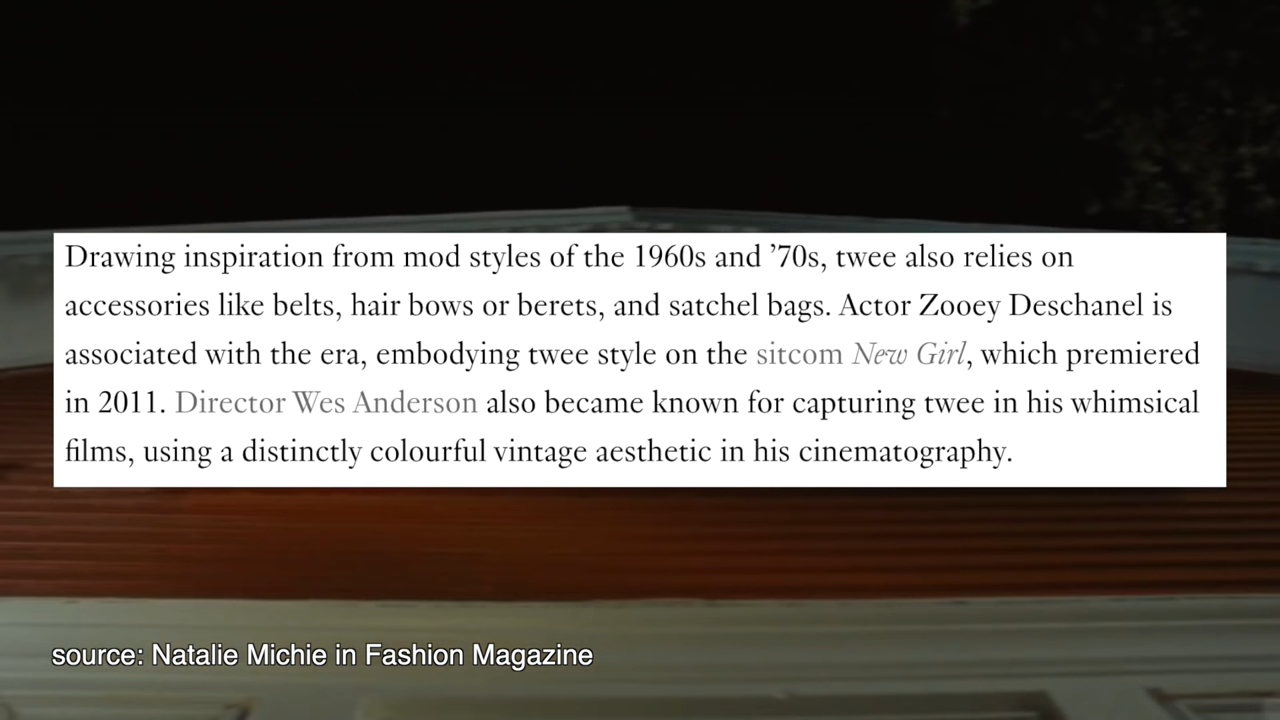 Drawing inspiration from mod styles of the 1960s and ’70s, twee also relies on
accessories like belts, hair bows or berets, and satchel bags. Actor Zooey Deschanel is
associated with the era, embodying twee style on the sitcom New Girl, which premiered
in 2011. Director Wes Anderson also became known for capturing twee in his whimsical
films, using a distinctly colourful vintage aesthetic in his cinematography.
source: Natalie Michie in Fashion Magazine